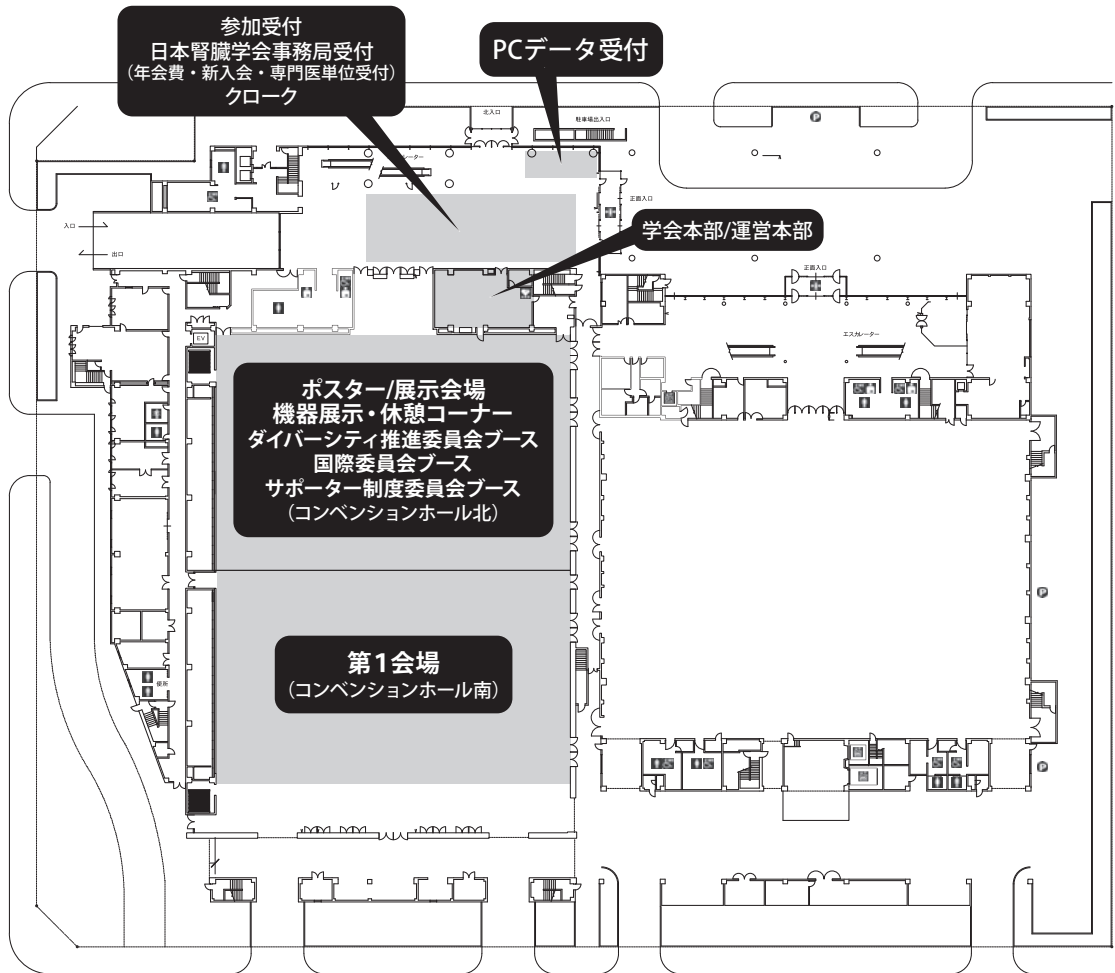 参加受付
日本腎臓学会事務局受付
（年会費・新入会・専門医単位受付）
クローク
PCデータ受付
北入口
駐車場出入口
正面入口
入口
出口
学会本部/運営本部
正面入口
EV
エスカレーター
ポスター/展示会場
機器展示・休憩コーナー
ダイバーシティ推進委員会ブース
国際委員会ブース
サポーター制度委員会ブース
（コンベンションホール北）
P
P
第1会場
（コンベンションホール南）
便所
P